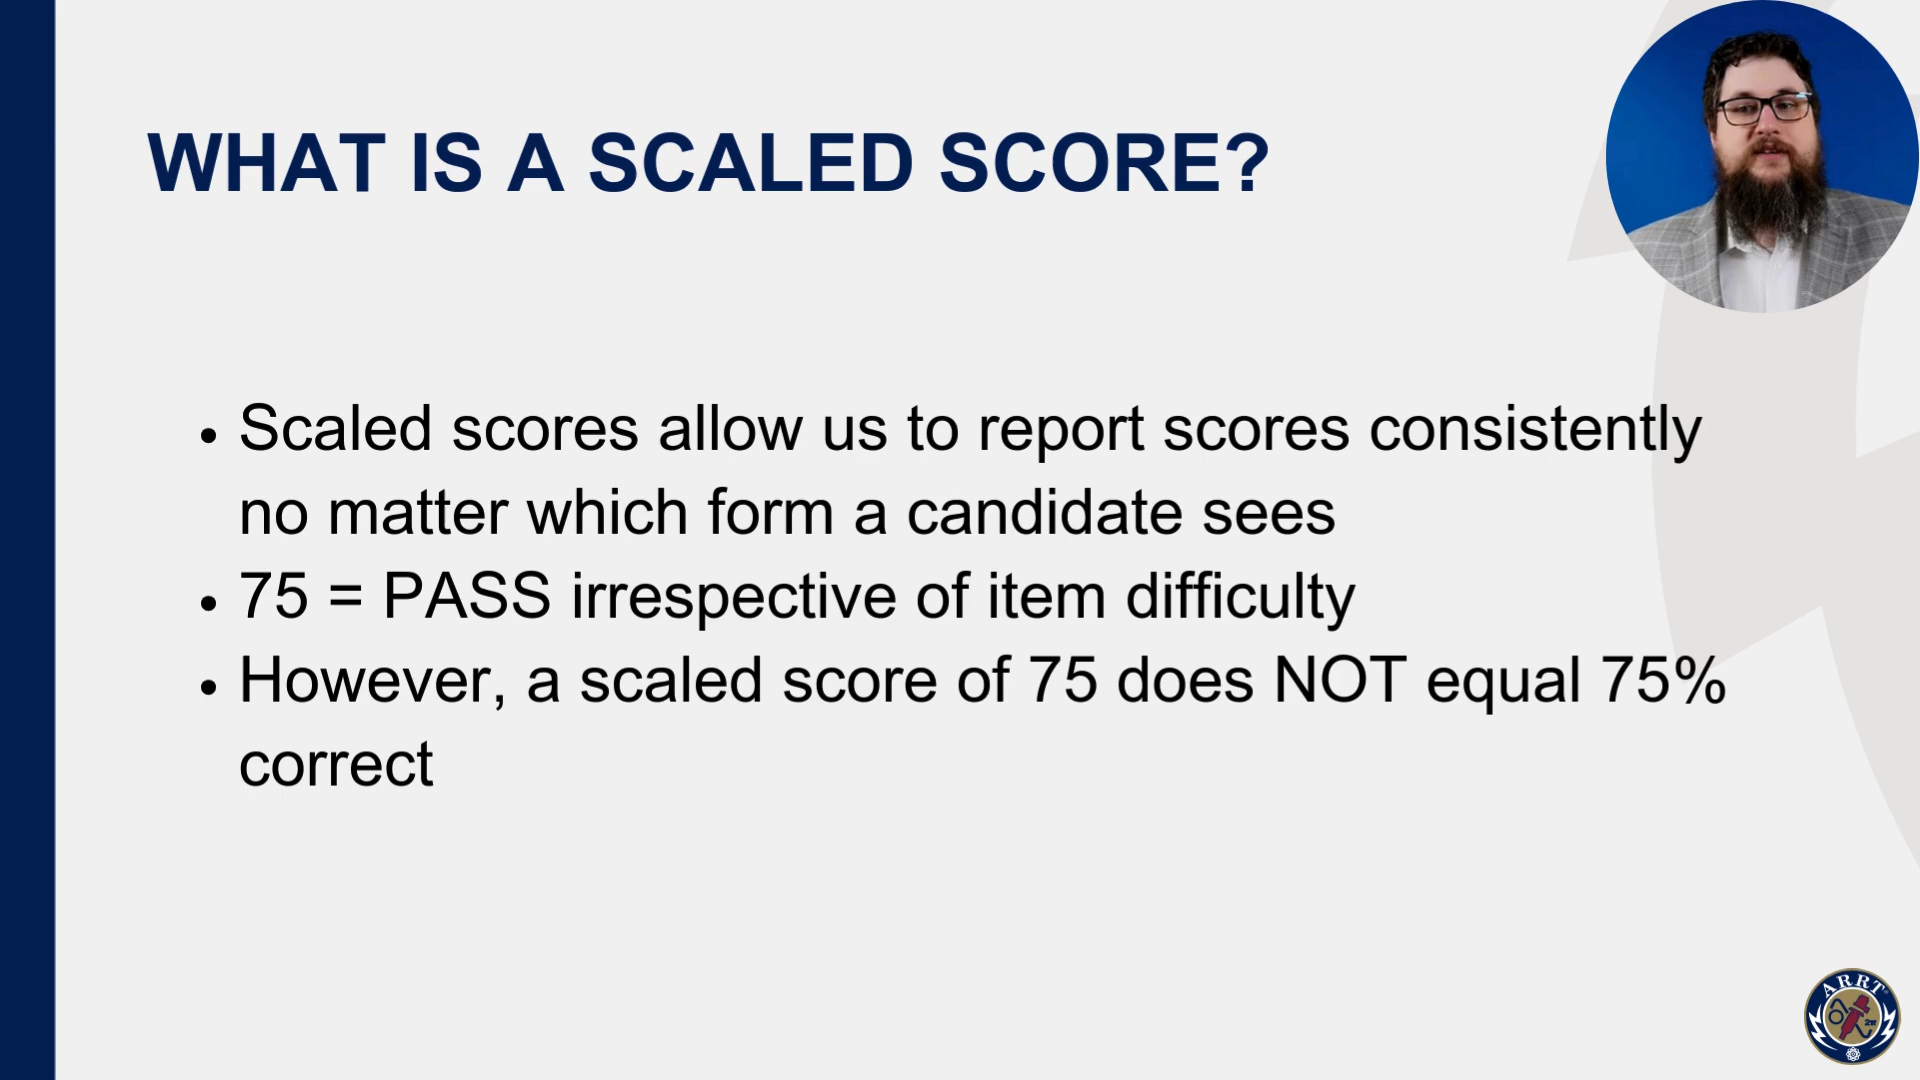 WHAT IS A SCALED SCORE?
• Scaled scores allow us to report scores consistently
no matter which form a candidate sees
• 75 = PASS irrespective of item difficulty
• However, a scaled score of 75 does NOT equal 75%
correct
ARRT